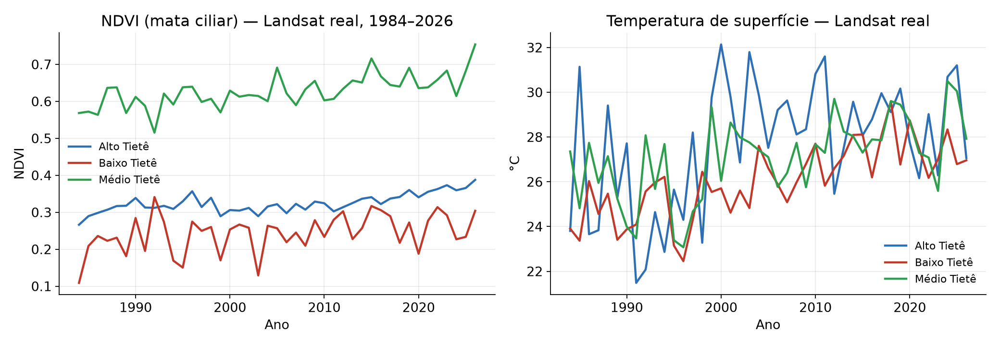 NDVI (mata ciliar) — Landsat real, 1984–2026
NDVI
0.7
0.6
0.5
0.4
0.3
0.2
0.1
Alto Tietê
Baixo Tietê
Médio Tietê
1990 2000 2010 2020
Ano
Temperatura de superfície — Landsat real
°C
32
30
28
26
24
22
Alto Tietê
Baixo Tietê
Médio Tietê
1990 2000 2010 2020
Ano